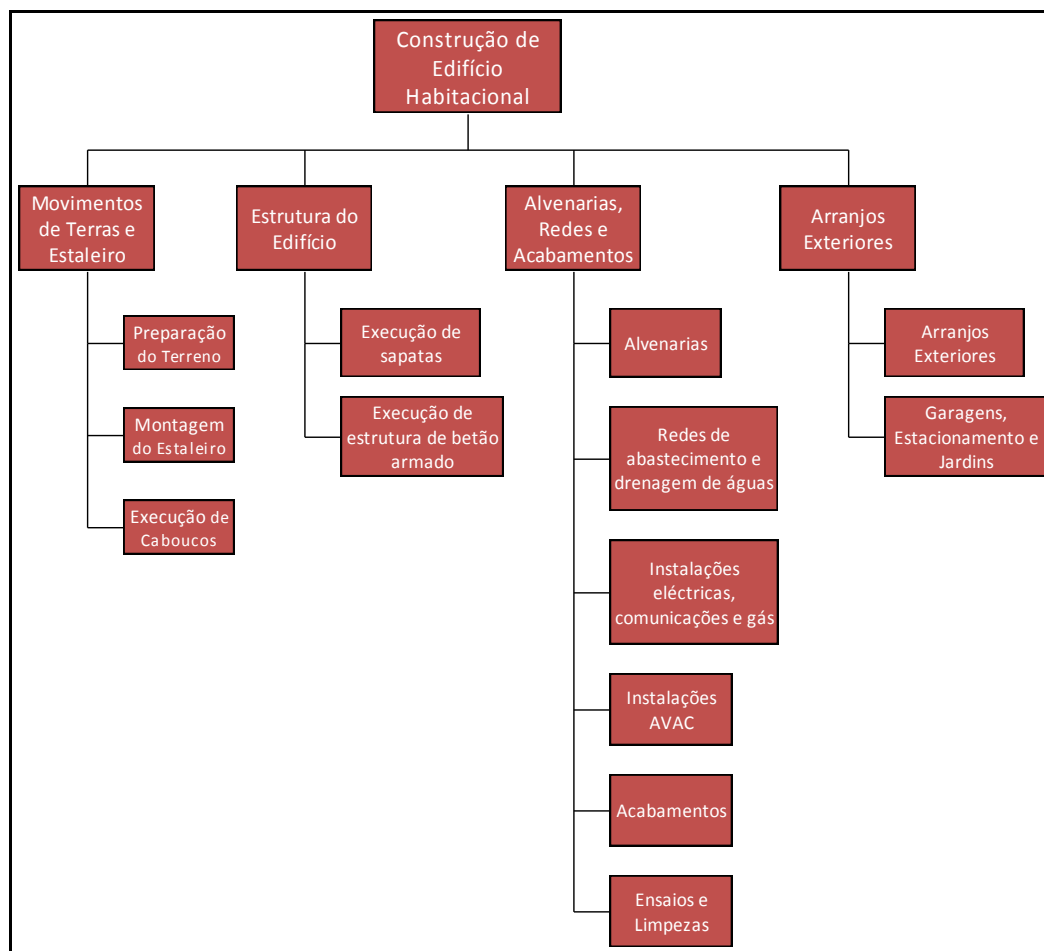 Construção de
Edifício
Habitacional
Movimentos
de Terras e
Estaleiro
Estrutura do
Edifício
Alvenarias,
Redes e
Acabamentos
Arranjos
Exteriores
Preparação
do Terreno
Montagem
do Estaleiro
Execução de
Caboucos
Execução de
sapatas
Execução de
estrutura de betão
armado
Alvenarias
Redes de
abastecimento e
drenagem de águas
Instalações
eléctricas,
comunicações e gás
Instalações
AVAC
Acabamentos
Ensaios e
Limpezas
Arranjos
Exteriores
Garagens,
Estacionamento e
Jardins